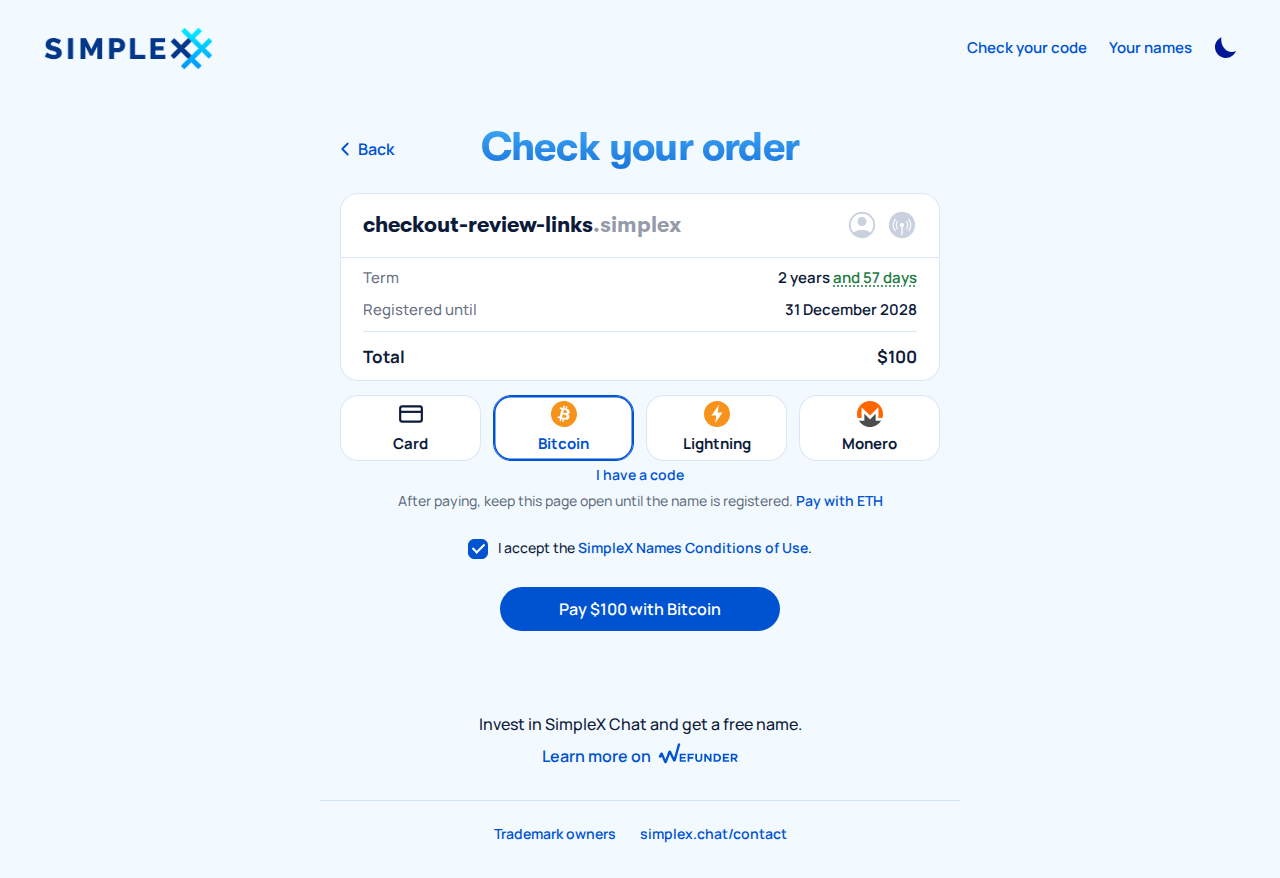 SIMPLEX
Check your code
Your names
Back
Check your order
checkout-review-links.simplex
Term
2 years and 57 days
Registered until
31 December 2028
Total
$100
Card
Bitcoin
Lightning
Monero
I have a code
After paying, keep this page open until the name is registered. Pay with ETH
I accept the SimpleX Names Conditions of Use.
Pay $100 with Bitcoin
Invest in SimpleX Chat and get a free name.
Learn more on WEFUNDER
Trademark owners
simplex.chat/contact